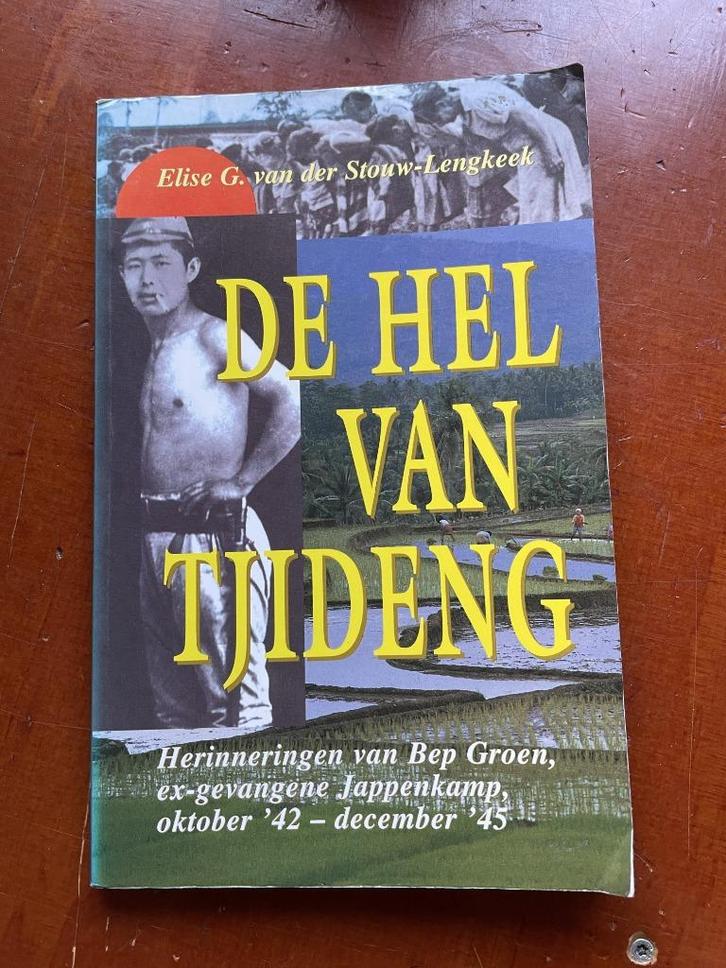 Elise G. van der Stouw-Lengkeek
DE HEL
VAN
TJIDENG
Herinneringen van Bep Groen,
ex-gevangene Jappenkamp,
oktober ’42 – december ’45